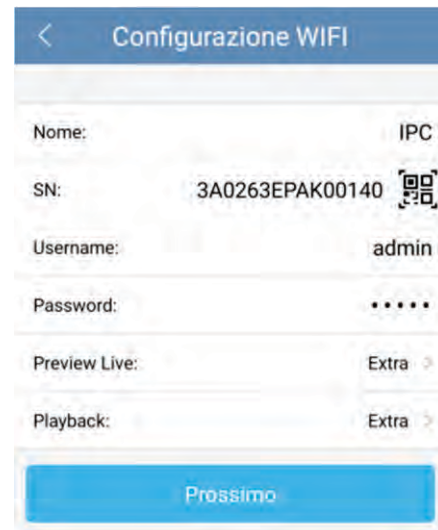 Configurazione WIFI
Nome: IPC
SN: 3A0263EPAK00140
Username: admin
Password: •••••
Preview Live: Extra
Playback: Extra
Prossimo